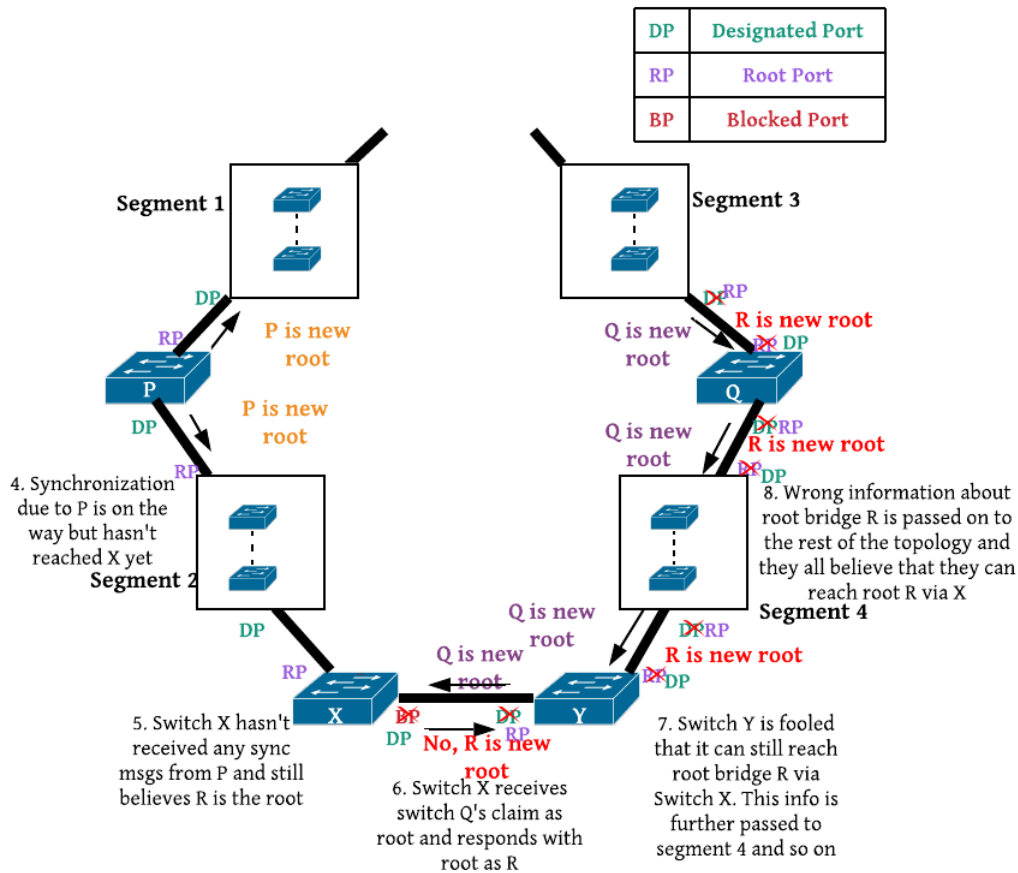 DP Designated Port
RP Root Port
BP Blocked Port
Segment 1
Segment 3
DP
RP
P is new
root
DP RP
Q is new
root
R is new root
RP DP
P
Q
DP
P is new
root
RP
Q is new
root
DP RP
R is new root
RP DP
4. Synchronization
due to P is on the
way but hasn't
reached X yet
Segment 2
8. Wrong information about
root bridge R is passed on to
the rest of the topology and
they all believe that they can
reach root R via X
Segment 4
DP
RP
Q is new
root
DP RP
R is new root
RP DP
Q is new
root
X
Y
BP
DP
DP
RP
No, R is new
root
5. Switch X hasn't
received any sync
msgs from P and still
believes R is the root
6. Switch X receives
switch Q's claim as
root and responds with
root as R
7. Switch Y is fooled
that it can still reach
root bridge R via
Switch X. This info is
further passed to
segment 4 and so on